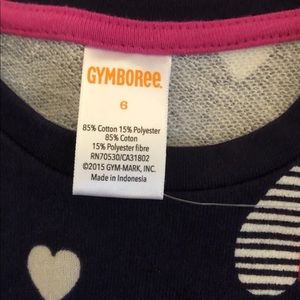 GYMBOREE.
6
85% Cotton 15% Polyester
85% Coton
15% Polyester fibre
RN70530/CA31802
©2015 GYM-MARK, INC.
Made in Indonesia